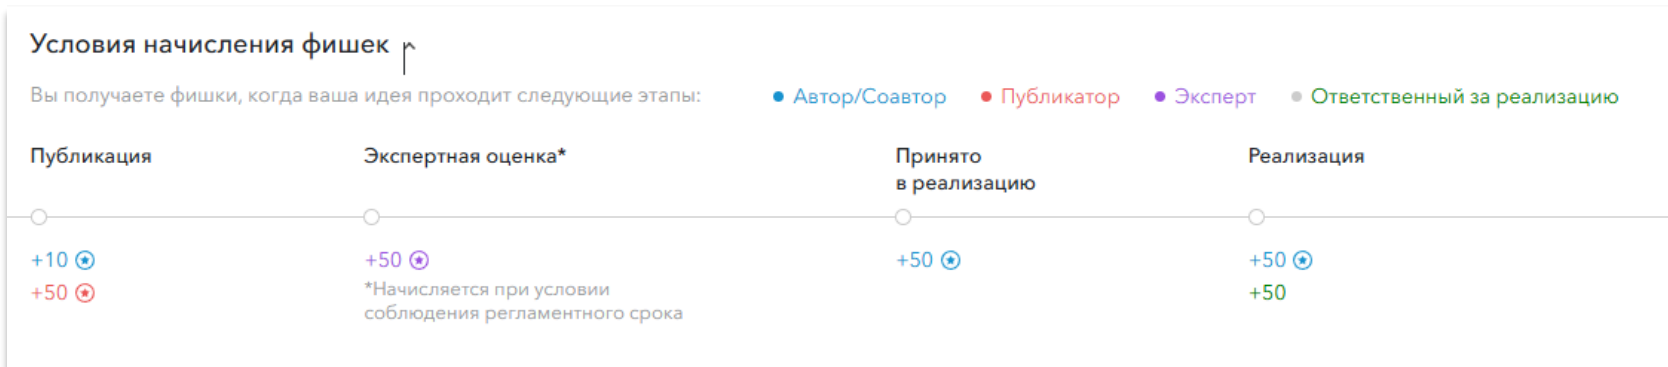 Условия начисления фишек
Вы получаете фишки, когда ваша идея проходит следующие этапы:
Автор/Соавтор
Публикатор
Эксперт
Ответственный за реализацию
Публикация
Экспертная оценка*
Принято
в реализацию
Реализация
+10
+50
+50
*Начисляется при условии
соблюдения регламентного срока
+50
+50
+50